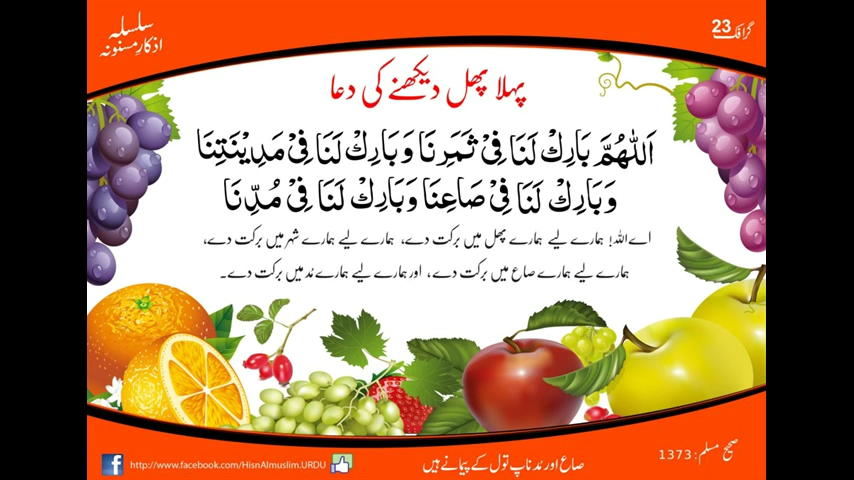 سلسلہ
اذکارِ مسنونہ
گرافک 23
پہلا پھل دیکھنے کی دعا
اَللّٰهُمَّ بَارِكْ لَنَا فِيْ ثَمَرِنَا وَبَارِكْ لَنَا فِيْ مَدِيْنَتِنَا
وَبَارِكْ لَنَا فِيْ صَاعِنَا وَبَارِكْ لَنَا فِيْ مُدِّنَا
اے اللہ! ہمارے لیے ہمارے پھل میں برکت دے، ہمارے لیے ہمارے شہر میں برکت دے،
ہمارے لیے ہمارے صاع میں برکت دے، اور ہمارے لیے ہمارے مُد میں برکت دے۔
صحیح مسلم: 1373
صاع اور مُد ناپ تول کے پیمانے ہیں
http://www.facebook.com/HisnAlmuslim.URDU